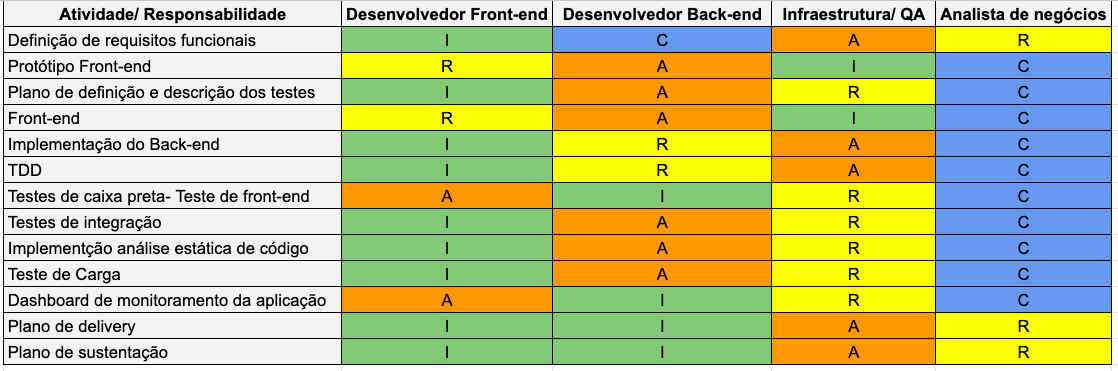 Atividade/ Responsabilidade Desenvolvedor Front-end Desenvolvedor Back-end Infraestrutura/ QA Analista de negócios
Definição de requisitos funcionais I C A R
Protótipo Front-end R A I C
Plano de definição e descrição dos testes I A R C
Front-end R A I C
Implementação do Back-end I R A C
TDD I R A C
Testes de caixa preta- Teste de front-end A I R C
Testes de integração I A R C
Implementção análise estática de código I A R C
Teste de Carga I A R C
Dashboard de monitoramento da aplicação A I R C
Plano de delivery I I A R
Plano de sustentação I I A R